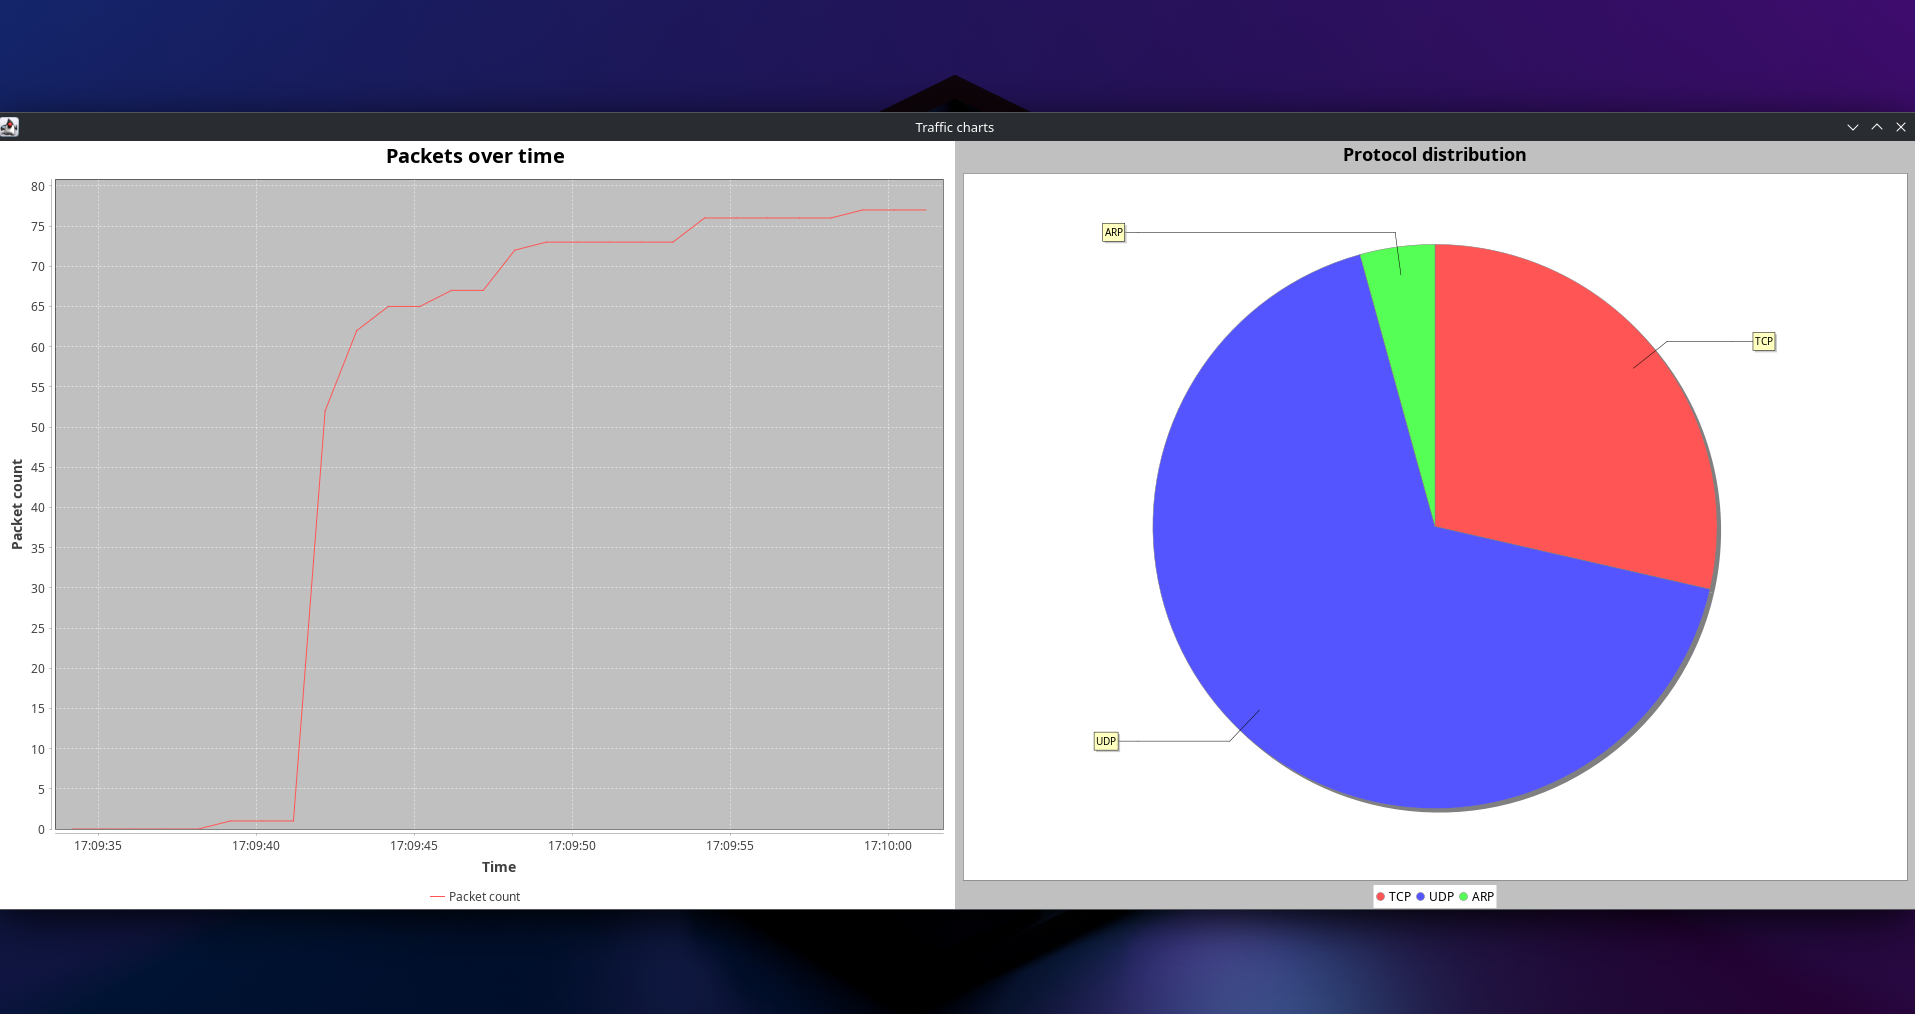 Traffic charts
Packets over time
80
75
70
65
60
55
50
45
40
35
30
25
20
15
10
5
0
Packet count
17:09:35 17:09:40 17:09:45 17:09:50 17:09:55 17:10:00
Time
Packet count
Protocol distribution
ARP
TCP
UDP
TCP UDP ARP